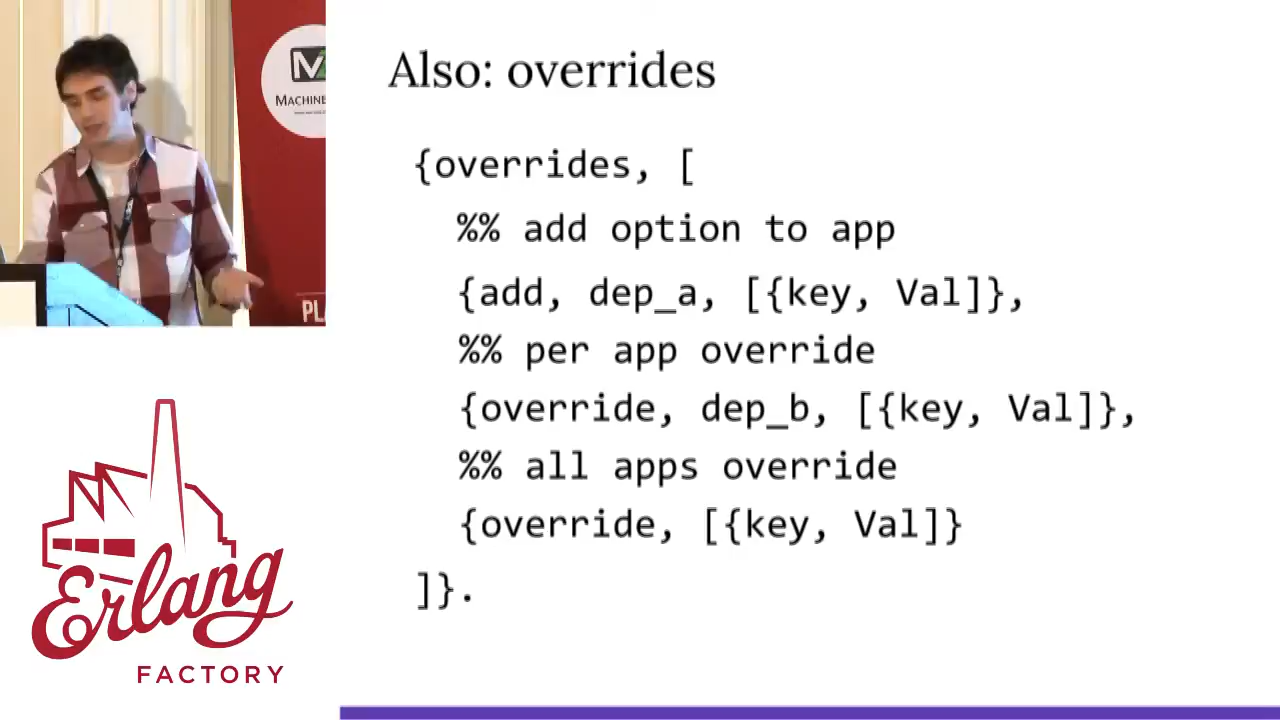 Also: overrides
{overrides, [
%% add option to app
{add, dep_a, [{key, Val]},
%% per app override
{override, dep_b, [{key, Val]},
%% all apps override
{override, [{key, Val]}
]}.
MACHINE
PLA
Erlang
FACTORY